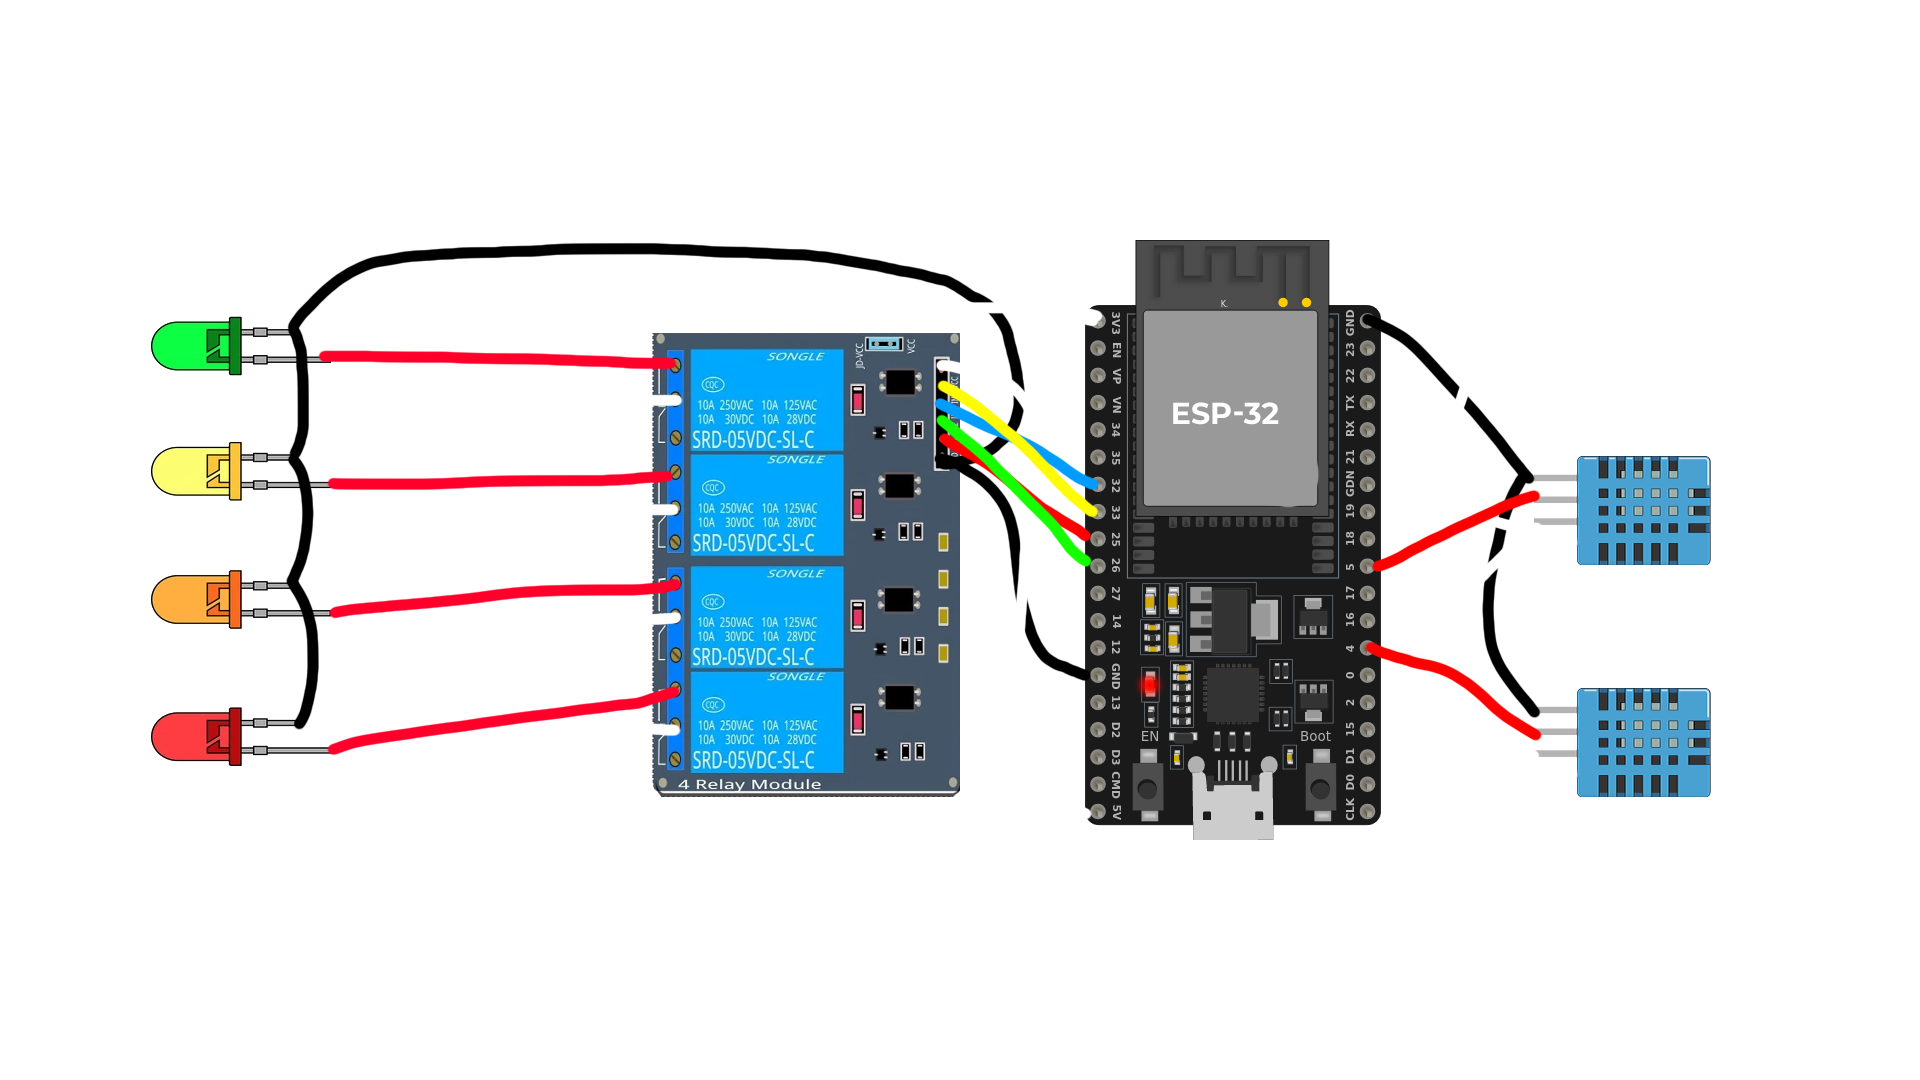 SONGLE
CQC
10A 250VAC 10A 125VAC
10A 30VDC 10A 28VDC
SRD-05VDC-SL-C
SONGLE
CQC
10A 250VAC 10A 125VAC
10A 30VDC 10A 28VDC
SRD-05VDC-SL-C
SONGLE
CQC
10A 250VAC 10A 125VAC
10A 30VDC 10A 28VDC
SRD-05VDC-SL-C
SONGLE
CQC
10A 250VAC 10A 125VAC
10A 30VDC 10A 28VDC
SRD-05VDC-SL-C
4 Relay Module
JD-VCC
VCC
K.
ESP-32
3V3
EN
VP
VN
34
35
32
33
25
26
27
14
12
GND
13
D2
D3
CMD
5V
GND
23
22
TX
RX
21
GDN
19
18
5
17
16
4
0
2
15
D1
D0
CLK
EN
Boot